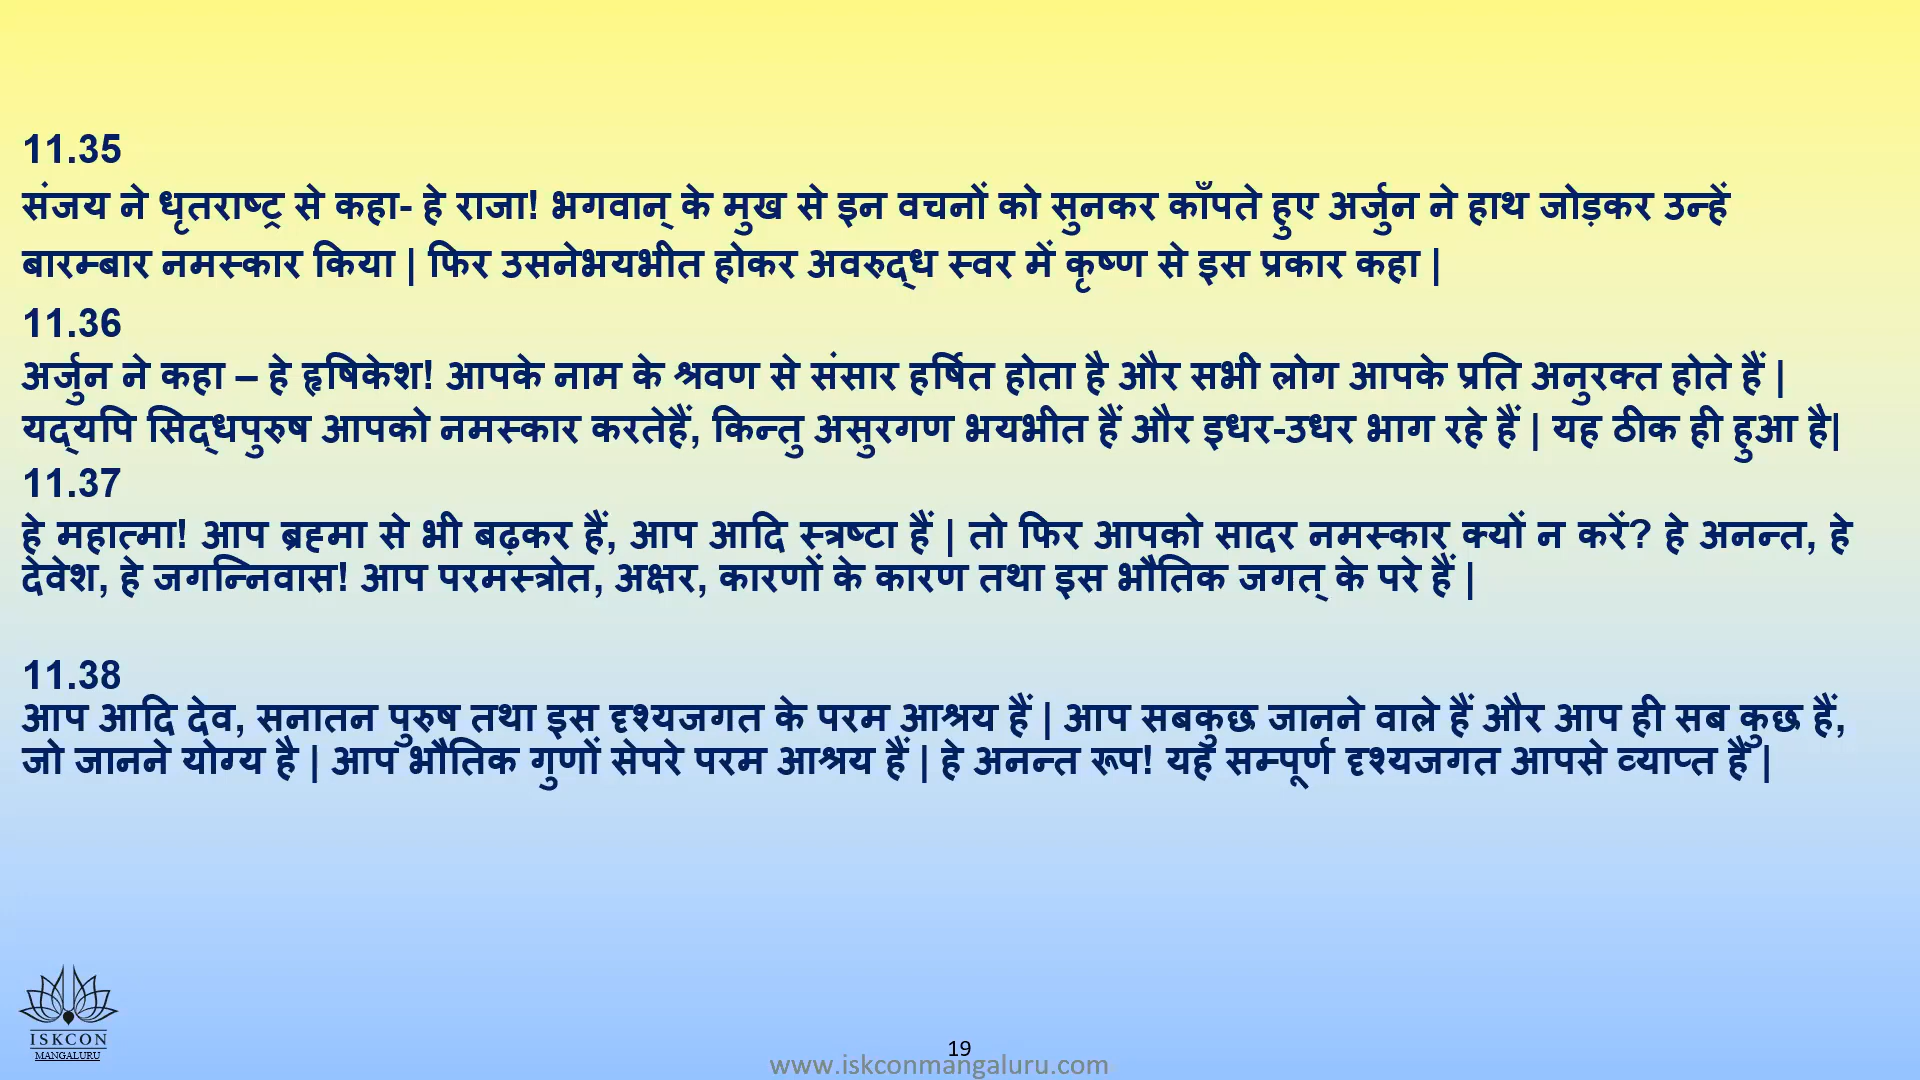 11.35
संजय ने धृतराष्ट्र से कहा- हे राजा! भगवान् के मुख से इन वचनों को सुनकर काँपते हुए अर्जुन ने हाथ जोड़कर उन्हें
बारम्बार नमस्कार किया | फिर उसनेभयभीत होकर अवरुद्ध स्वर में कृष्ण से इस प्रकार कहा |
11.36
अर्जुन ने कहा – हे हृषिकेश! आपके नाम के श्रवण से संसार हर्षित होता है और सभी लोग आपके प्रति अनुरक्त होते हैं |
यद्यपि सिद्धपुरुष आपको नमस्कार करतेहैं, किन्तु असुरगण भयभीत हैं और इधर-उधर भाग रहे हैं | यह ठीक ही हुआ है|
11.37
हे महात्मा! आप ब्रह्मा से भी बढ़कर हैं, आप आदि स्त्रष्टा हैं | तो फिर आपको सादर नमस्कार क्यों न करें? हे अनन्त, हे
देवेश, हे जगन्निवास! आप परमस्त्रोत, अक्षर, कारणों के कारण तथा इस भौतिक जगत् के परे हैं |
11.38
आप आदि देव, सनातन पुरुष तथा इस दृश्यजगत के परम आश्रय हैं | आप सबकुछ जानने वाले हैं और आप ही सब कुछ हैं,
जो जानने योग्य है | आप भौतिक गुणों सेपरे परम आश्रय हैं | हे अनन्त रूप! यह सम्पूर्ण दृश्यजगत आपसे व्याप्त है |
ISKCON
MANGALURU
19
www.iskconmangaluru.com